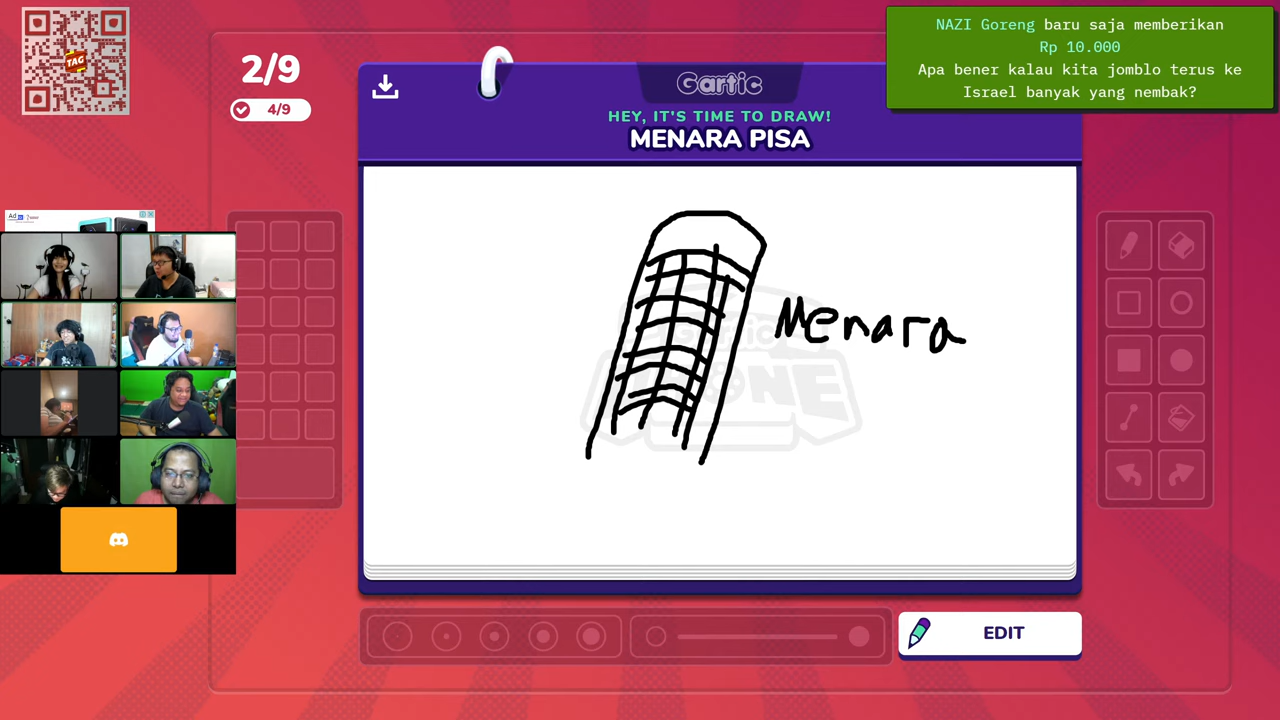 TAG
2/9
4/9
Gartic
HEY, IT'S TIME TO DRAW!
MENARA PISA
NAZI Goreng baru saja memberikan
Rp 10.000
Apa bener kalau kita jomblo terus ke
Israel banyak yang nembak?
Menara
EDIT